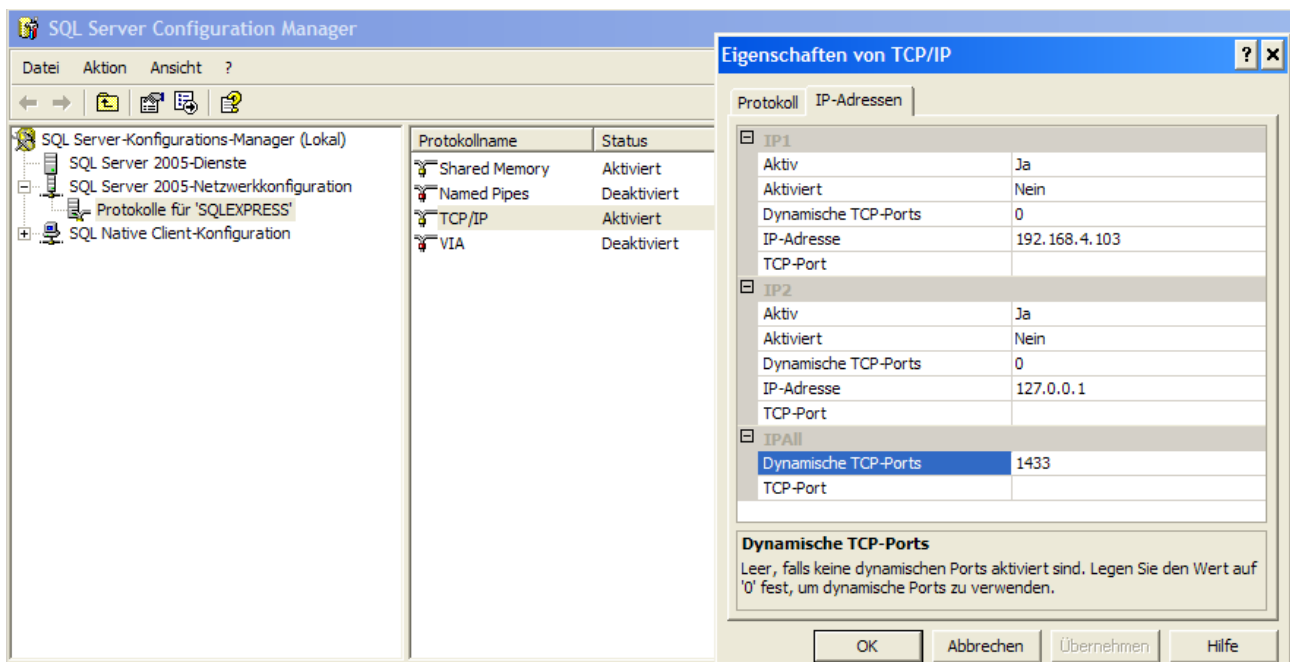 SQL Server Configuration Manager
Datei Aktion Ansicht ?
SQL Server-Konfigurations-Manager (Lokal)
SQL Server 2005-Dienste
SQL Server 2005-Netzwerkkonfiguration
Protokolle für 'SQLEXPRESS'
SQL Native Client-Konfiguration
Protokollname Status
Shared Memory Aktiviert
Named Pipes Deaktiviert
TCP/IP Aktiviert
VIA Deaktiviert
Eigenschaften von TCP/IP
Protokoll IP-Adressen
IP1
Aktiv Ja
Aktiviert Nein
Dynamische TCP-Ports 0
IP-Adresse 192.168.4.103
TCP-Port
IP2
Aktiv Ja
Aktiviert Nein
Dynamische TCP-Ports 0
IP-Adresse 127.0.0.1
TCP-Port
IPAll
Dynamische TCP-Ports 1433
TCP-Port
Dynamische TCP-Ports
Leer, falls keine dynamischen Ports aktiviert sind. Legen Sie den Wert auf
'0' fest, um dynamische Ports zu verwenden.
OK Abbrechen Übernehmen Hilfe